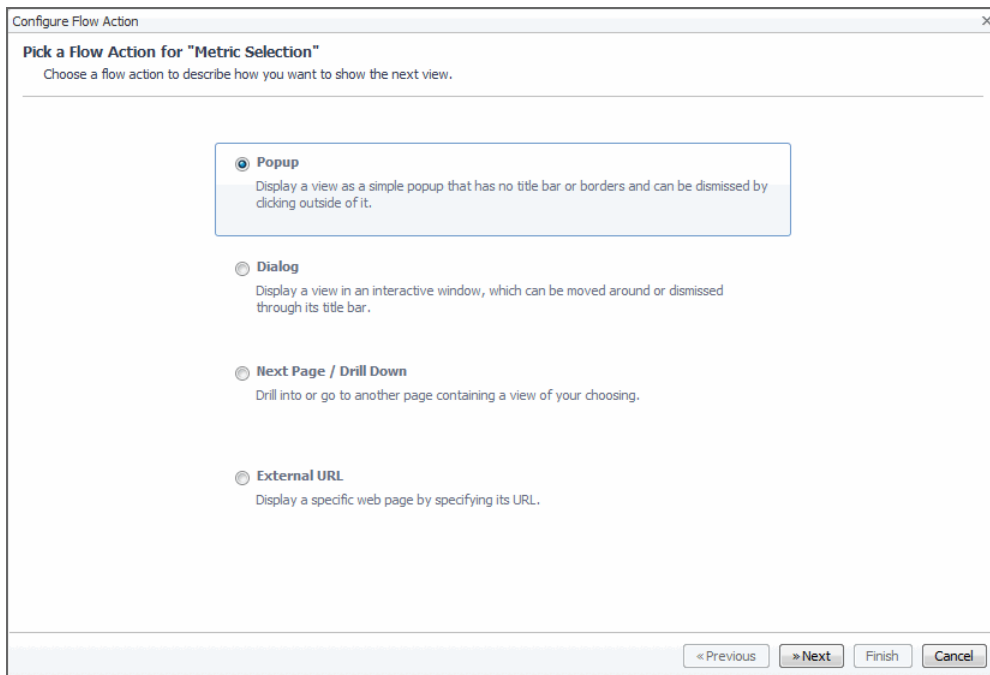 Configure Flow Action
Pick a Flow Action for "Metric Selection"
Choose a flow action to describe how you want to show the next view.
Popup
Display a view as a simple popup that has no title bar or borders and can be dismissed by
clicking outside of it.
Dialog
Display a view in an interactive window, which can be moved around or dismissed
through its title bar.
Next Page / Drill Down
Drill into or go to another page containing a view of your choosing.
External URL
Display a specific web page by specifying its URL.
« Previous » Next Finish Cancel